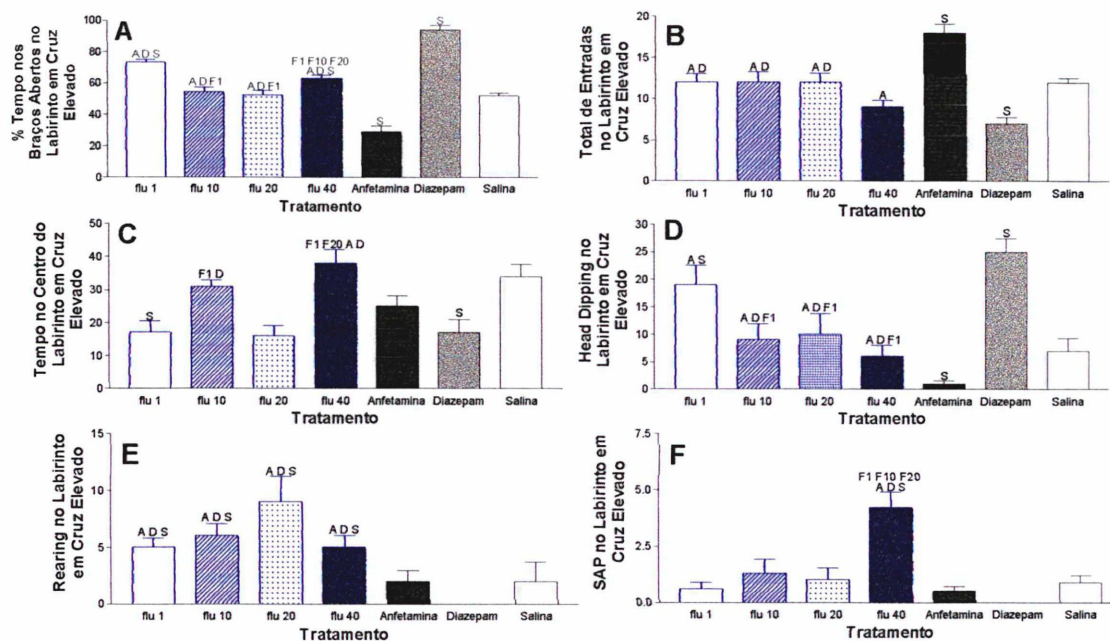 A
% Tempo nos
Braços Abertos no
Labirinto em Cruz
Elevado
100
80
60
40
20
0
A D S
A D F1
A D F1
F1 F10 F20
A D S
S
S
flu 1 flu 10 flu 20 flu 40 Anfetamina Diazepam Salina
Tratamento
B
Total de Entradas
no Labirinto em
Cruz Elevado
20
15
10
5
0
A D
A D
A D
A
S
S
flu 1 flu 10 flu 20 flu 40 Anfetamina Diazepam Salina
Tratamento
C
Tempo no Centro do
Labirinto em Cruz
Elevado
50
40
30
20
10
0
S
F1 D
F1 F20 A D
S
flu 1 flu 10 flu 20 flu 40 Anfetamina Diazepam Salina
Tratamento
D
Head Dipping no
Labirinto em Cruz
Elevado
30
25
20
15
10
5
0
A S
A D F1
A D F1
A D F1
S
S
flu 1 flu 10 flu 20 flu 40 Anfetamina Diazepam Salina
Tratamento
E
Rearing no Labirinto
em Cruz Elevado
15
10
5
0
A D S
A D S
A D S
A D S
flu 1 flu 10 flu 20 flu 40 Anfetamina Diazepam Salina
Tratamento
F
SAP no Labirinto em
Cruz Elevado
7.5
5.0
2.5
0.0
F1 F10 F20
A D S
flu 1 flu 10 flu 20 flu 40 Anfetamina Diazepam Salina
Tratamento